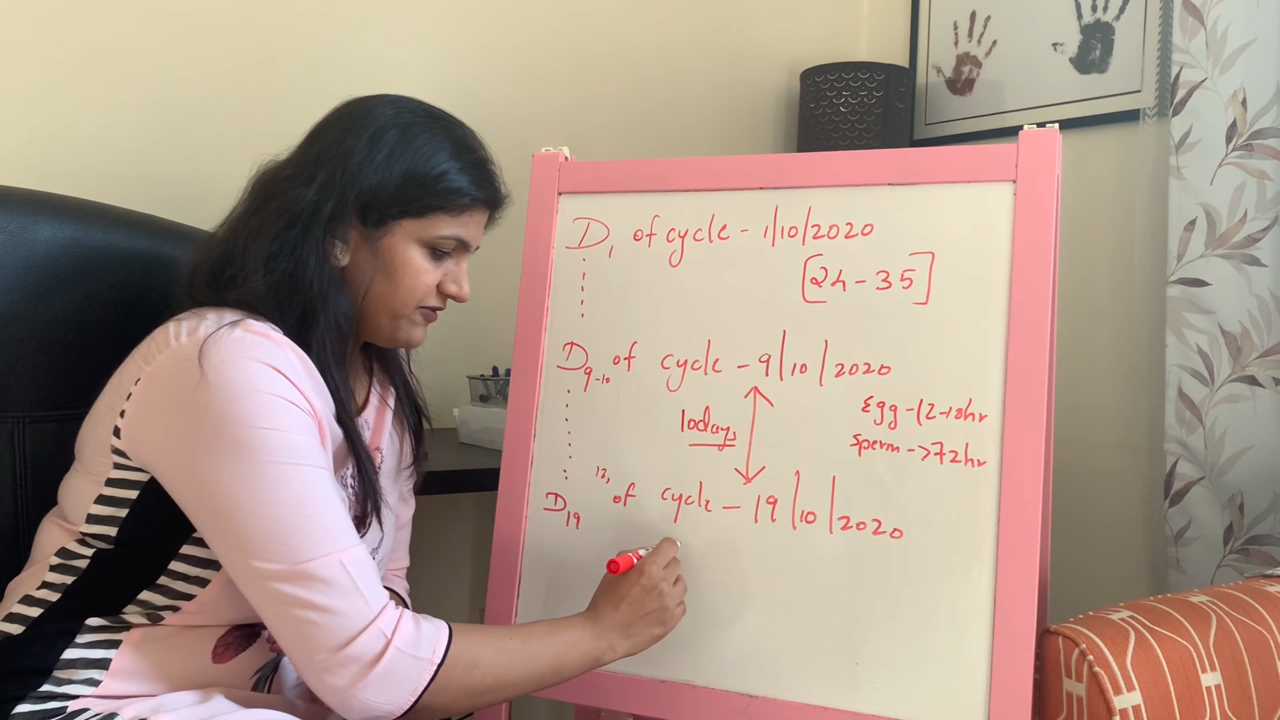 D1 of cycle - 1/10/2020
[24 - 35]
D9-10 of cycle - 9/10/2020
10days
Egg - 12-18hr
sperm -> 72hr
D19 of cycle - 19/10/2020